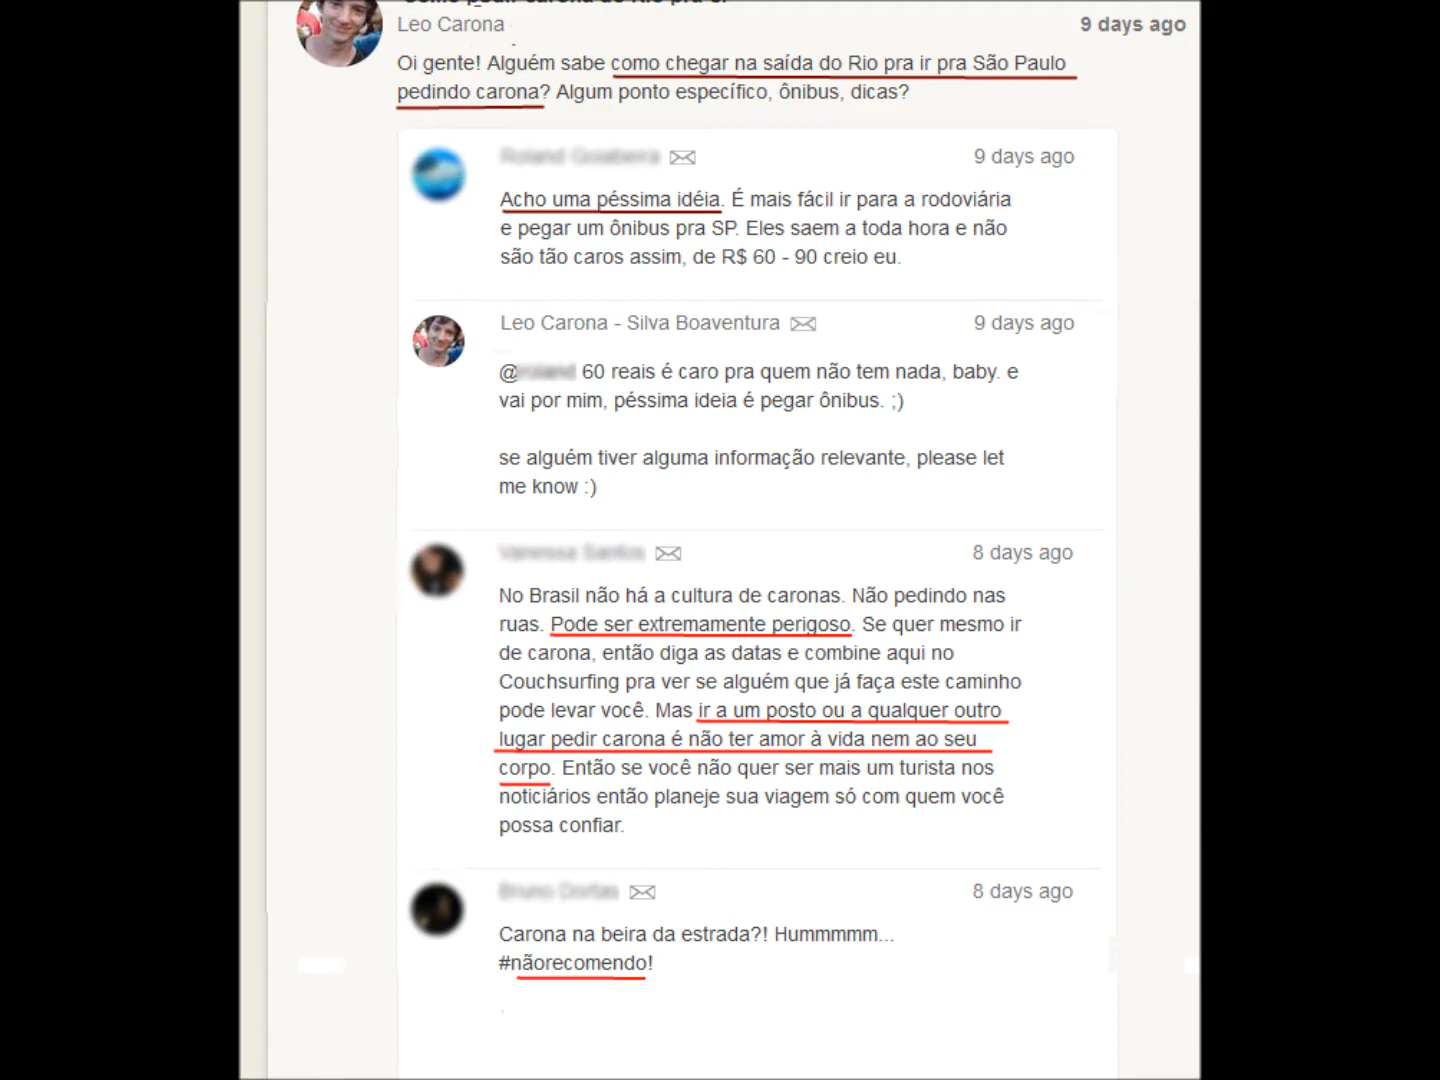 Leo Carona
9 days ago
Oi gente! Alguém sabe como chegar na saída do Rio pra ir pra São Paulo
pedindo carona? Algum ponto específico, ônibus, dicas?
9 days ago
Acho uma péssima idéia. É mais fácil ir para a rodoviária
e pegar um ônibus pra SP. Eles saem a toda hora e não
são tão caros assim, de R$ 60 - 90 creio eu.
Leo Carona - Silva Boaventura
9 days ago
@ 60 reais é caro pra quem não tem nada, baby. e
vai por mim, péssima ideia é pegar ônibus. ;)
se alguém tiver alguma informação relevante, please let
me know :)
8 days ago
No Brasil não há a cultura de caronas. Não pedindo nas
ruas. Pode ser extremamente perigoso. Se quer mesmo ir
de carona, então diga as datas e combine aqui no
Couchsurfing pra ver se alguém que já faça este caminho
pode levar você. Mas ir a um posto ou a qualquer outro
lugar pedir carona é não ter amor à vida nem ao seu
corpo. Então se você não quer ser mais um turista nos
noticiários então planeje sua viagem só com quem você
possa confiar.
8 days ago
Carona na beira da estrada?! Hummmmm...
#nãorecomendo!